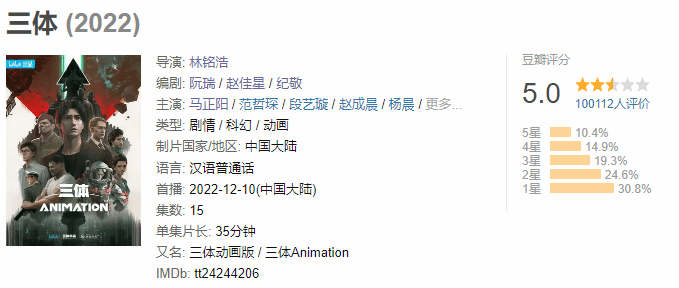 三体 (2022)
bilibili 出品
三体
ANIMATION
导演: 林铭浩
编剧: 阮瑞 / 赵佳星 / 纪敬
主演: 马正阳 / 范哲琛 / 段艺璇 / 赵成晨 / 杨晨 / 更多...
类型: 剧情 / 科幻 / 动画
制片国家/地区: 中国大陆
语言: 汉语普通话
首播: 2022-12-10(中国大陆)
集数: 15
单集片长: 35分钟
又名: 三体动画版 / 三体Animation
IMDb: tt24244206
豆瓣评分
5.0
100112人评价
5星 10.4%
4星 14.9%
3星 19.3%
2星 24.6%
1星 30.8%